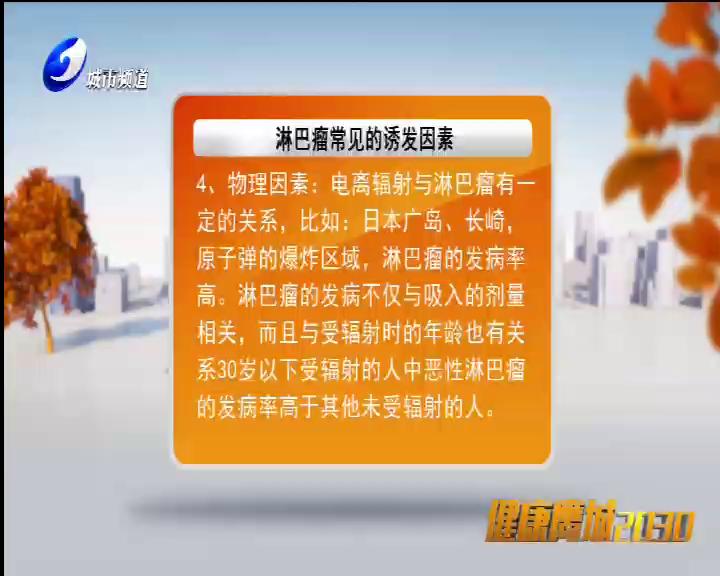 城市频道
淋巴瘤常见的诱发因素
4、物理因素：电离辐射与淋巴瘤有一
定的关系，比如：日本广岛、长崎，
原子弹的爆炸区域，淋巴瘤的发病率
高。淋巴瘤的发病不仅与吸入的剂量
相关，而且与受辐射时的年龄也有关
系30岁以下受辐射的人中恶性淋巴瘤
的发病率高于其他未受辐射的人。
健康鹰城2030